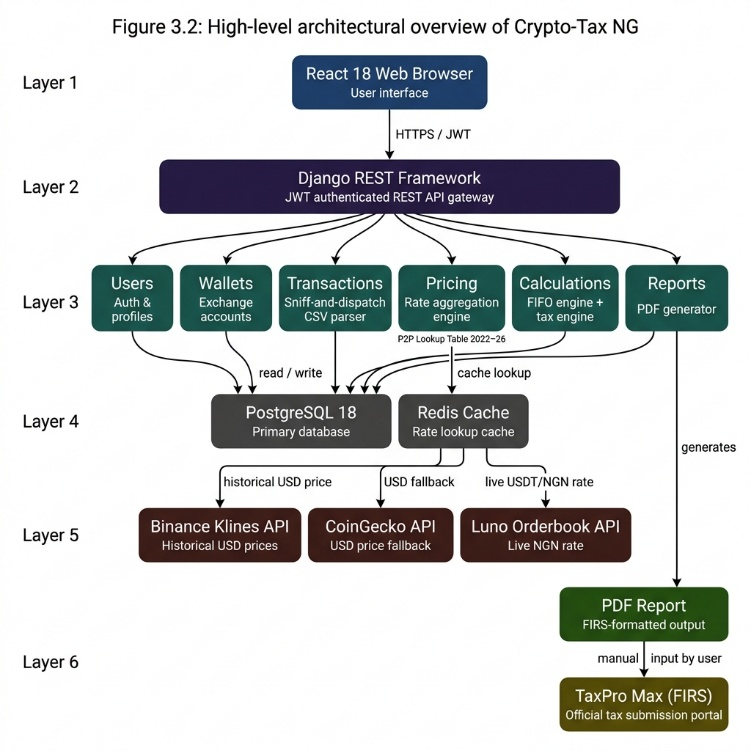 Figure 3.2: High-level architectural overview of Crypto-Tax NG
Layer 1
React 18 Web Browser
User interface
HTTPS / JWT
Layer 2
Django REST Framework
JWT authenticated REST API gateway
Layer 3
Users
Auth &
profiles
Wallets
Exchange
accounts
Transactions
Sniff-and-dispatch
CSV parser
Pricing
Rate aggregation
engine
Calculations
FIFO engine +
tax engine
Reports
PDF generator
P2P Lookup Table 2022–26
read / write
cache lookup
Layer 4
PostgreSQL 18
Primary database
Redis Cache
Rate lookup cache
generates
historical USD price
USD fallback
live USDT/NGN rate
Layer 5
Binance Klines API
Historical USD prices
CoinGecko API
USD price fallback
Luno Orderbook API
Live NGN rate
PDF Report
FIRS-formatted output
Layer 6
manual input by user
TaxPro Max (FIRS)
Official tax submission portal